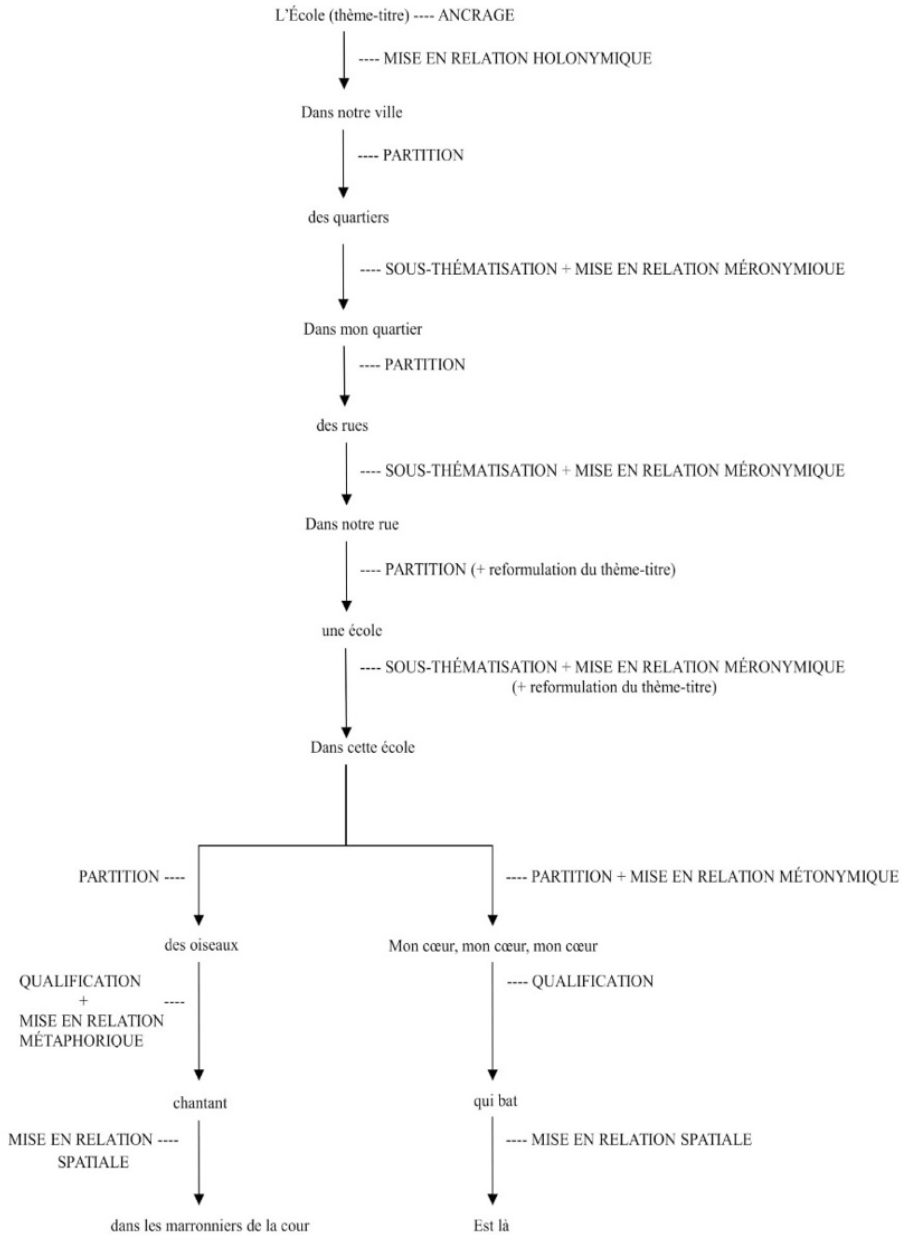 L'École (thème-titre) ---- ANCRAGE
---- MISE EN RELATION HOLONYMIQUE
Dans notre ville
---- PARTITION
des quartiers
---- SOUS-THÉMATISATION + MISE EN RELATION MÉRONYMIOUE
Dans mon quartier
---- PARTITION
des rues
---- SOUS-THÉMATISATION + MISE EN RELATION MÉRONYMIQUE
Dans notre rue
---- PARTITION (+ reformulation du thème-titre)
une école
---- SOUS-THÉMATISATION + MISE EN RELATION MÉRONYMIQUE
(+ reformulation du thème-titre)
Dans cette école
PARTITION ----
---- PARTITION + MISE EN RELATION MÉTONYMIQUE
des oiseaux
Mon cœur, mon cœur, mon cœur
QUALIFICATION
+ ----
MISE EN RELATION
MÉTAPHORIQUE
---- QUALIFICATION
chantant
qui bat
MISE EN RELATION ----
SPATIALE
---- MISE EN RELATION SPATIALE
dans les marronniers de la cour
Est là